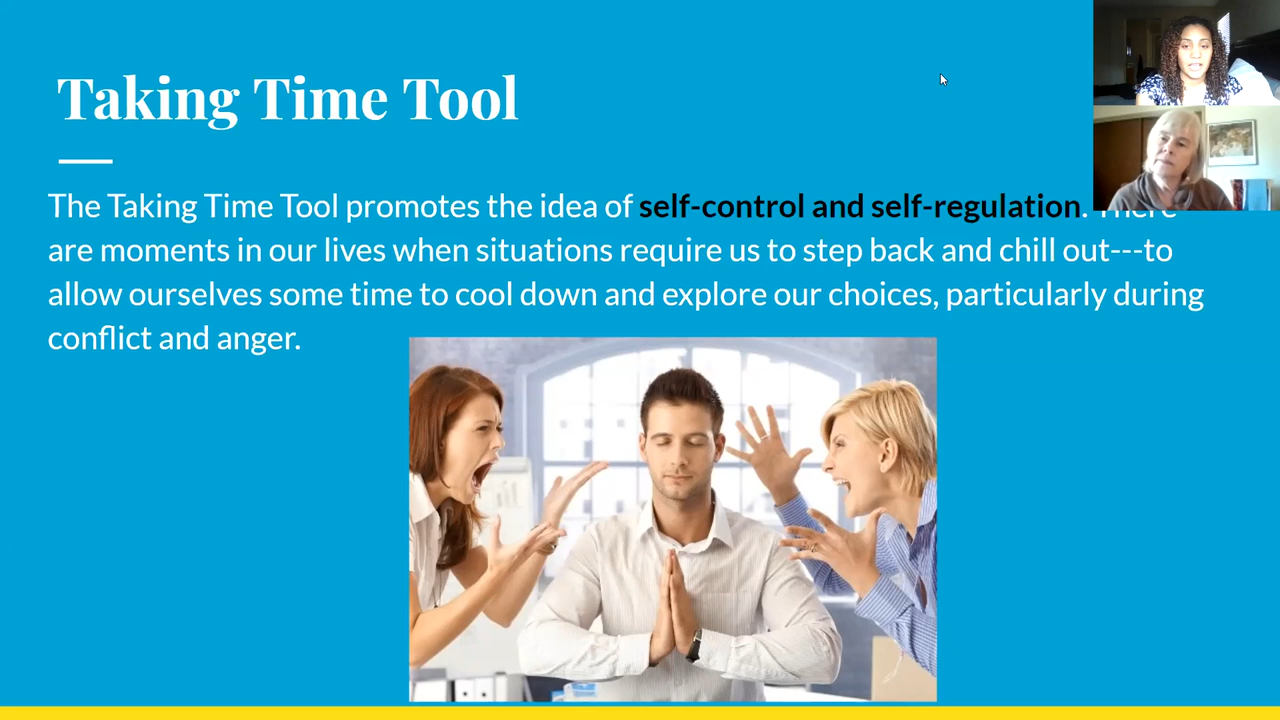 Taking Time Tool
The Taking Time Tool promotes the idea of self-control and self-regulation. There
are moments in our lives when situations require us to step back and chill out---to
allow ourselves some time to cool down and explore our choices, particularly during
conflict and anger.